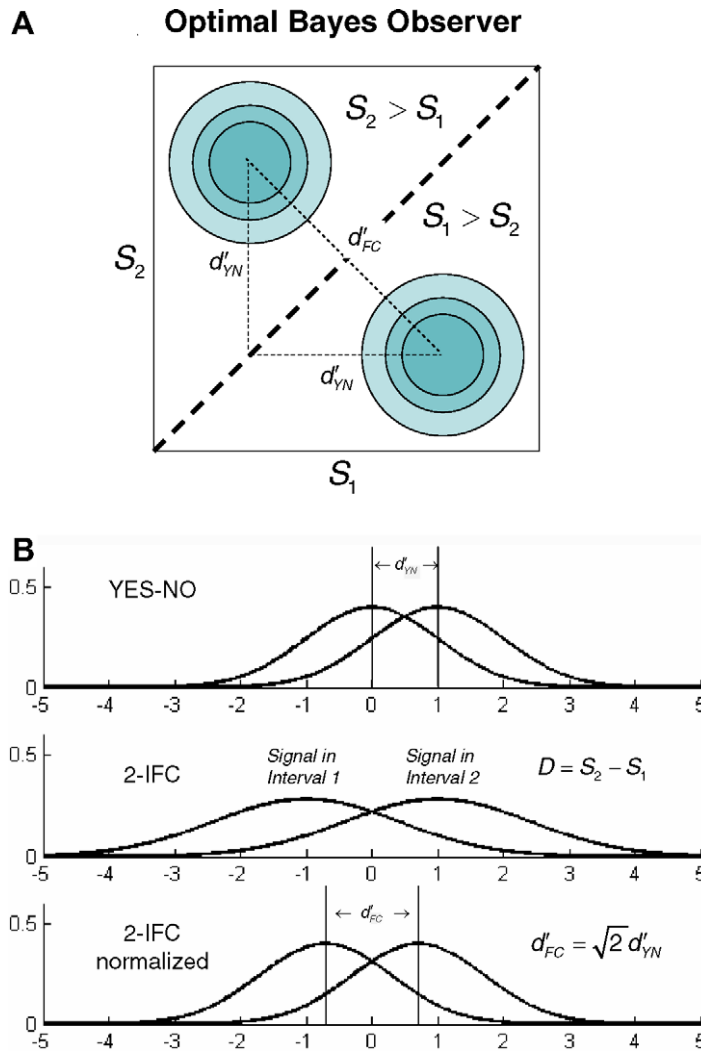 A
Optimal Bayes Observer
S₂ > S₁
S₁ > S₂
d′FC
d′YN
S₂
d′YN
S₁
B
0.5
YES-NO
← d′YN →
0
-5 -4 -3 -2 -1 0 1 2 3 4 5
0.5
2-IFC
Signal in
Interval 1
Signal in
Interval 2
D = S₂ − S₁
0
-5 -4 -3 -2 -1 0 1 2 3 4 5
0.5
2-IFC
normalized
← d′FC →
d′FC = √2 d′YN
0
-5 -4 -3 -2 -1 0 1 2 3 4 5